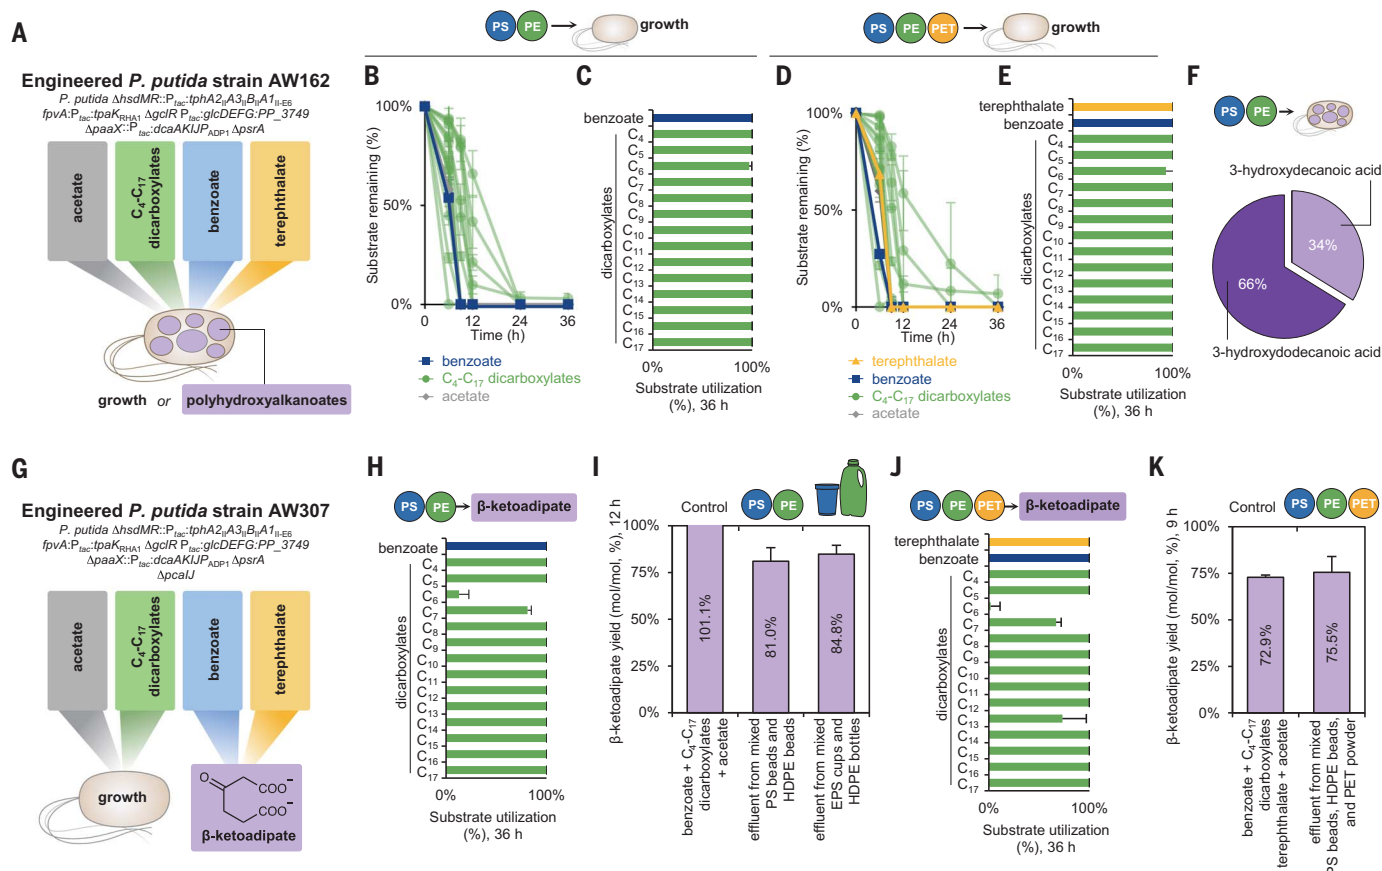 A
Engineered P. putida strain AW162
P. putida ΔhsdMR::Ptac:tphA2IIA3IIBIIA1II-E6
fpvA:Ptac:tpaKRHA1 ΔgclR Ptac:glcDEFG:PP_3749
ΔpaaX::Ptac:dcaAKIJPADP1 ΔpsrA
acetate
C4-C17
dicarboxylates
benzoate
terephthalate
growth or polyhydroxyalkanoates
PS PE growth
B
Substrate remaining (%)
100%
50%
0%
0 12 24 36
Time (h)
benzoate
C4-C17 dicarboxylates
acetate
C
benzoate
dicarboxylates
C4
C5
C6
C7
C8
C9
C10
C11
C12
C13
C14
C15
C16
C17
0% 100%
Substrate utilization
(%), 36 h
PS PE PET growth
D
Substrate remaining (%)
100%
50%
0%
0 12 24 36
Time (h)
terephthalate
benzoate
C4-C17 dicarboxylates
acetate
E
terephthalate
benzoate
dicarboxylates
C4
C5
C6
C7
C8
C9
C10
C11
C12
C13
C14
C15
C16
C17
0% 100%
Substrate utilization
(%), 36 h
F
PS PE
3-hydroxydecanoic acid
34%
66%
3-hydroxydodecanoic acid
G
Engineered P. putida strain AW307
P. putida ΔhsdMR::Ptac:tphA2IIA3IIBIIA1II-E6
fpvA:Ptac:tpaKRHA1 ΔgclR Ptac:glcDEFG:PP_3749
ΔpaaX::Ptac:dcaAKIJPADP1 ΔpsrA
ΔpcaIJ
acetate
C4-C17
dicarboxylates
benzoate
terephthalate
growth
O
COO−
COO−
β-ketoadipate
H
PS PE β-ketoadipate
benzoate
dicarboxylates
C4
C5
C6
C7
C8
C9
C10
C11
C12
C13
C14
C15
C16
C17
0% 100%
Substrate utilization
(%), 36 h
I
Control PS PE
β-ketoadipate yield (mol/mol, %), 12 h
100%
75%
50%
25%
0%
101.1%
81.0%
84.8%
benzoate + C4-C17
dicarboxylates
+ acetate
effluent from mixed
PS beads and
HDPE beads
effluent from mixed
EPS cups and
HDPE bottles
J
PS PE PET β-ketoadipate
terephthalate
benzoate
dicarboxylates
C4
C5
C6
C7
C8
C9
C10
C11
C12
C13
C14
C15
C16
C17
0% 100%
Substrate utilization
(%), 36 h
K
Control PS PE PET
β-ketoadipate yield (mol/mol, %), 9 h
100%
75%
50%
25%
0%
72.9%
75.5%
benzoate + C4-C17
dicarboxylates
terephthalate + acetate
effluent from mixed
PS beads, HDPE beads,
and PET powder